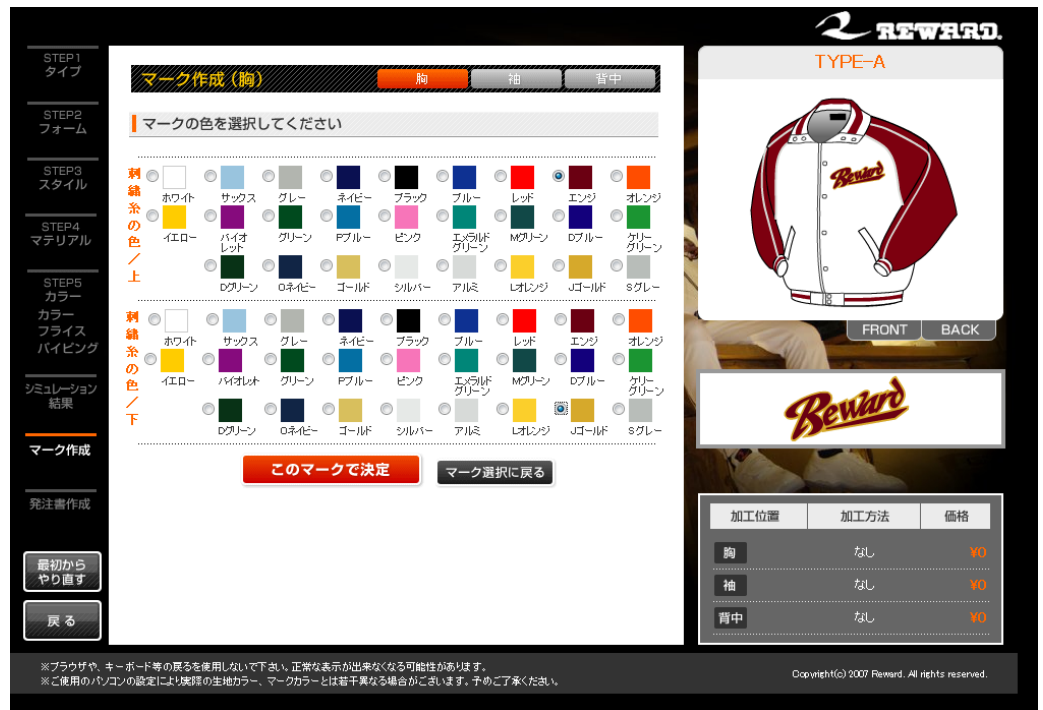 REWARD.
STEP1
タイプ
STEP2
フォーム
STEP3
スタイル
STEP4
マテリアル
STEP5
カラー
カラー
フライス
パイピング
シミュレーション
結果
マーク作成
発注書作成
最初から
やり直す
戻る
マーク作成（胸）
胸
袖
背中
マークの色を選択してください
刺繍糸の色／上
ホワイト
サックス
グレー
ネイビー
ブラック
ブルー
レッド
エンジ
オレンジ
イエロー
バイオ
レット
グリーン
Pブルー
ピンク
エメラルド
グリーン
Mグリーン
Dブルー
ケリー
グリーン
Dグリーン
Oネイビー
ゴールド
シルバー
アルミ
Lオレンジ
Jゴールド
Sグレー
刺繍糸の色／下
ホワイト
サックス
グレー
ネイビー
ブラック
ブルー
レッド
エンジ
オレンジ
イエロー
バイオレット
グリーン
Pブルー
ピンク
エメラルド
グリーン
Mグリーン
Dブルー
ケリー
グリーン
Dグリーン
Oネイビー
ゴールド
シルバー
アルミ
Lオレンジ
Jゴールド
Sグレー
このマークで決定
マーク選択に戻る
TYPE-A
Reward
FRONT
BACK
Reward
加工位置 加工方法 価格
胸 なし ¥0
袖 なし ¥0
背中 なし ¥0
※ブラウザや、キーボード等の戻るを使用しないで下さい。正常な表示が出来なくなる可能性があります。
※ご使用のパソコンの設定により実際の生地カラー、マークカラーとは若干異なる場合がございます。予めご了承ください。
Copyright(c) 2007 Reward. All rights reserved.